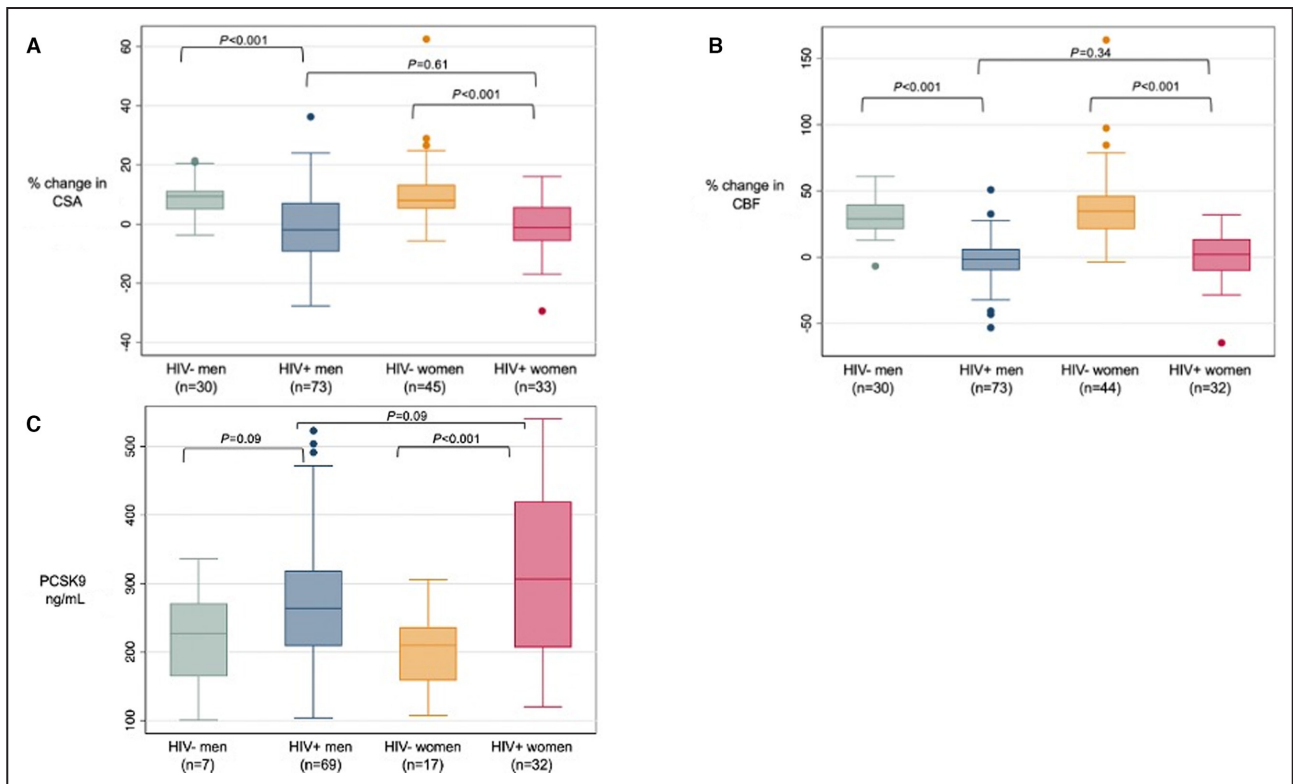 A
P<0.001
P=0.61
P<0.001
% change in
CSA
60
40
20
0
-20
-40
HIV- men
(n=30)
HIV+ men
(n=73)
HIV- women
(n=45)
HIV+ women
(n=33)
B
P=0.34
P<0.001
P<0.001
% change in
CBF
150
100
50
0
-50
HIV- men
(n=30)
HIV+ men
(n=73)
HIV- women
(n=44)
HIV+ women
(n=32)
C
P=0.09
P=0.09
P<0.001
PCSK9
ng/mL
500
400
300
200
100
HIV- men
(n=7)
HIV+ men
(n=69)
HIV- women
(n=17)
HIV+ women
(n=32)